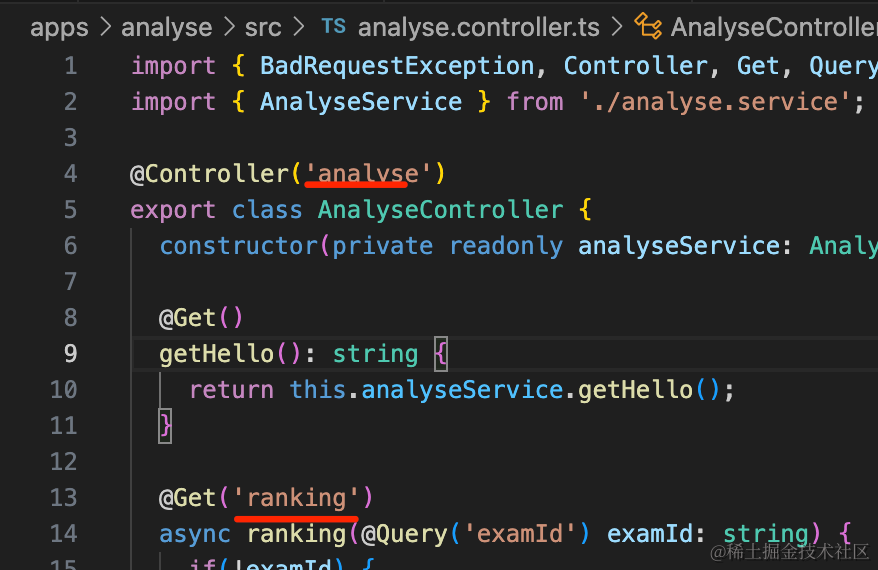 apps > analyse > src > TS analyse.controller.ts > AnalyseController
1 import { BadRequestException, Controller, Get, Query
2 import { AnalyseService } from './analyse.service';
3
4 @Controller('analyse')
5 export class AnalyseController {
6 constructor(private readonly analyseService: Analy
7
8 @Get()
9 getHello(): string {
10 return this.analyseService.getHello();
11 }
12
13 @Get('ranking')
14 async ranking(@Query('examId') examId: string) {
15 if(!examId) {
@稀土掘金技术社区